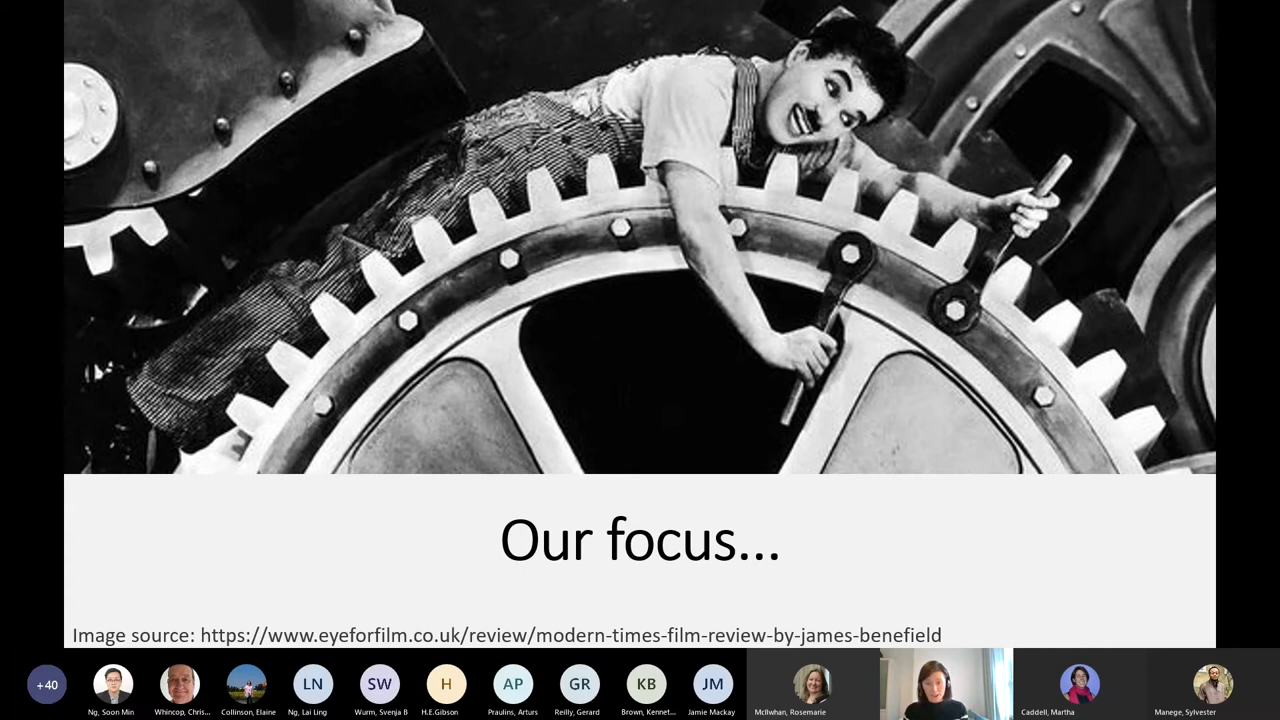 Our focus...
Image source: https://www.eyeforfilm.co.uk/review/modern-times-film-review-by-james-benefield
+40
LN
SW
H
AP
GR
KB
JM
Ng, Soon Min
Whincop, Chris...
Collinson, Elaine
Ng, Lai Ling
Wurm, Svenja B
H.E.Gibson
Praulins, Arturs
Reilly, Gerard
Brown, Kennet...
Jamie Mackay
McIlwhan, Rosemarie
Caddell, Martha
Manege, Sylvester